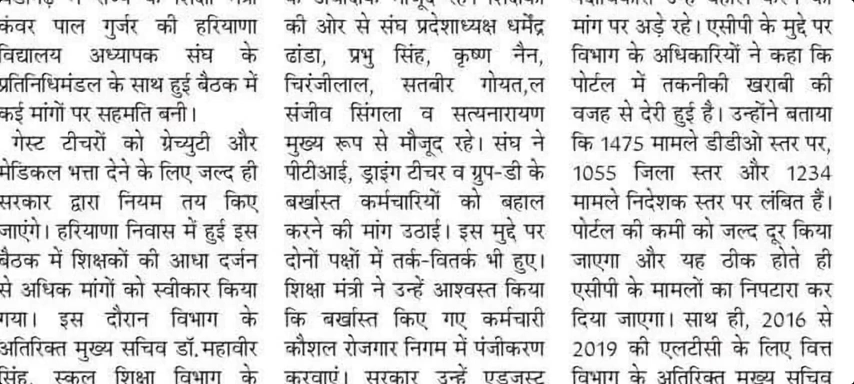 कंवर पाल गुर्जर की हरियाणा
विद्यालय अध्यापक संघ के
प्रतिनिधिमंडल के साथ हुई बैठक में
कई मांगों पर सहमति बनी।
गेस्ट टीचरों को ग्रेच्युटी और
मेडिकल भत्ता देने के लिए जल्द ही
सरकार द्वारा नियम तय किए
जाएंगे। हरियाणा निवास में हुई इस
बैठक में शिक्षकों की आधा दर्जन
से अधिक मांगों को स्वीकार किया
गया। इस दौरान विभाग के
अतिरिक्त मुख्य सचिव डॉ. महावीर
सिंह, स्कूल शिक्षा विभाग के
की ओर से संघ प्रदेशाध्यक्ष धर्मेंद्र
ढांडा, प्रभु सिंह, कृष्ण नैन,
चिरंजीलाल, सतबीर गोयत,ल
संजीव सिंगला व सत्यनारायण
मुख्य रूप से मौजूद रहे। संघ ने
पीटीआई, ड्राइंग टीचर व ग्रुप-डी के
बर्खास्त कर्मचारियों को बहाल
करने की मांग उठाई। इस मुद्दे पर
दोनों पक्षों में तर्क-वितर्क भी हुए।
शिक्षा मंत्री ने उन्हें आश्वस्त किया
कि बर्खास्त किए गए कर्मचारी
कौशल रोजगार निगम में पंजीकरण
करवाएं। सरकार उन्हें एडजस्ट
मांग पर अड़े रहे। एसीपी के मुद्दे पर
विभाग के अधिकारियों ने कहा कि
पोर्टल में तकनीकी खराबी की
वजह से देरी हुई है। उन्होंने बताया
कि 1475 मामले डीडीओ स्तर पर,
1055 जिला स्तर और 1234
मामले निदेशक स्तर पर लंबित हैं।
पोर्टल की कमी को जल्द दूर किया
जाएगा और यह ठीक होते ही
एसीपी के मामलों का निपटारा कर
दिया जाएगा। साथ ही, 2016 से
2019 की एलटीसी के लिए वित्त
विभाग के अतिरिक्त मुख्य सचिव